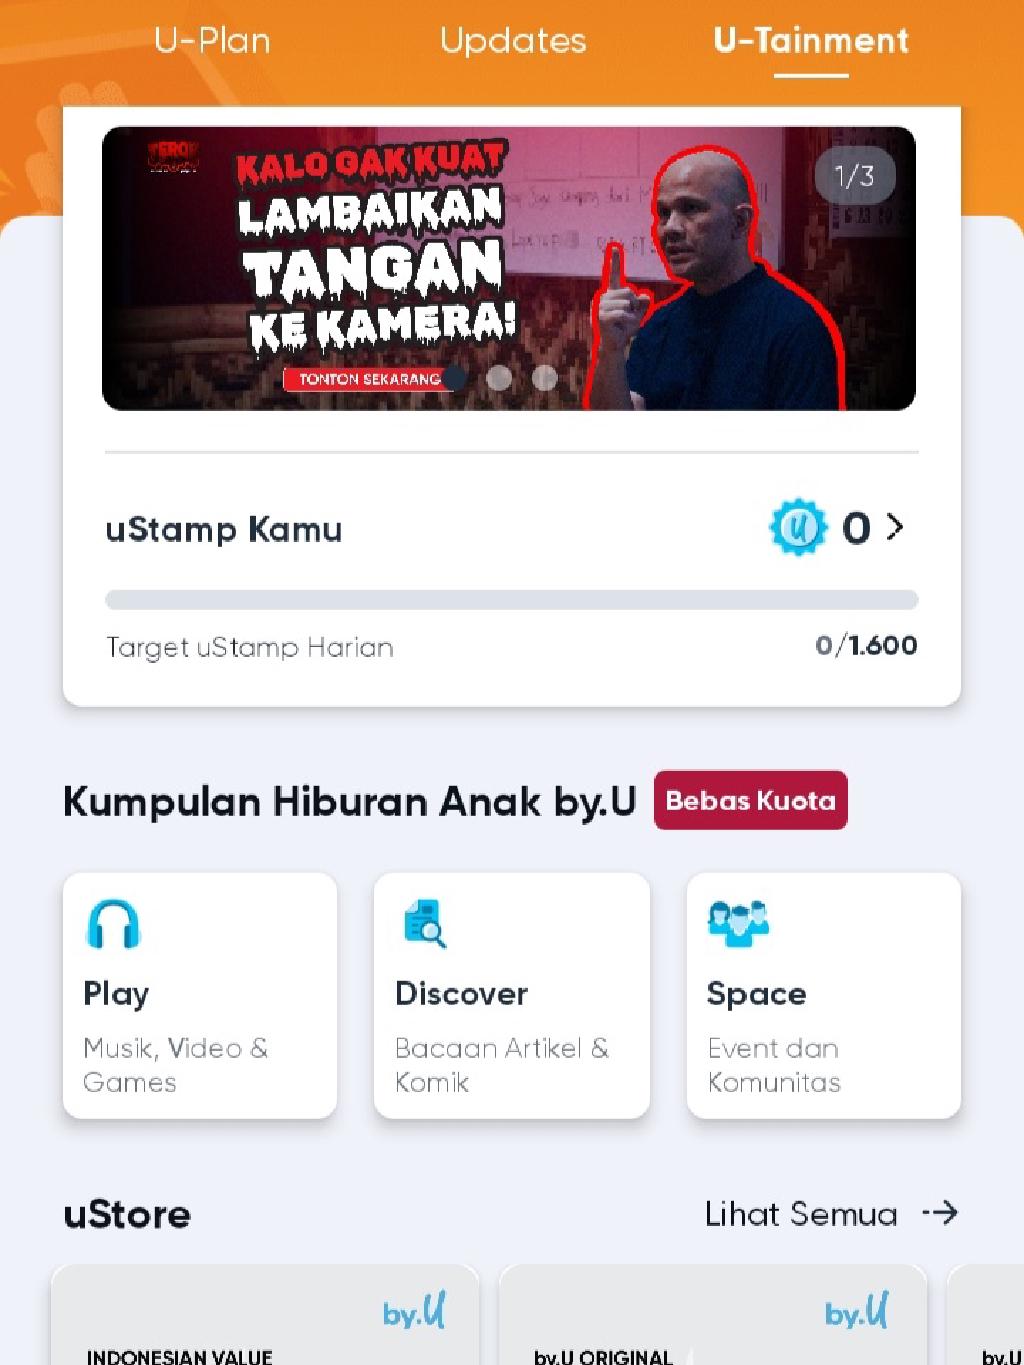 U-Plan
Updates
U-Tainment
KALO GAK KUAT
LAMBAIKAN
TANGAN
KE KAMERA!
TONTON SEKARANG
1/3
uStamp Kamu
0
Target uStamp Harian
0/1.600
Kumpulan Hiburan Anak by.U
Bebas Kuota
Play
Musik, Video &
Games
Discover
Bacaan Artikel &
Komik
Space
Event dan
Komunitas
uStore
Lihat Semua
by.U
INDONESIAN VALUE
by.U
by.U ORIGINAL
by.U